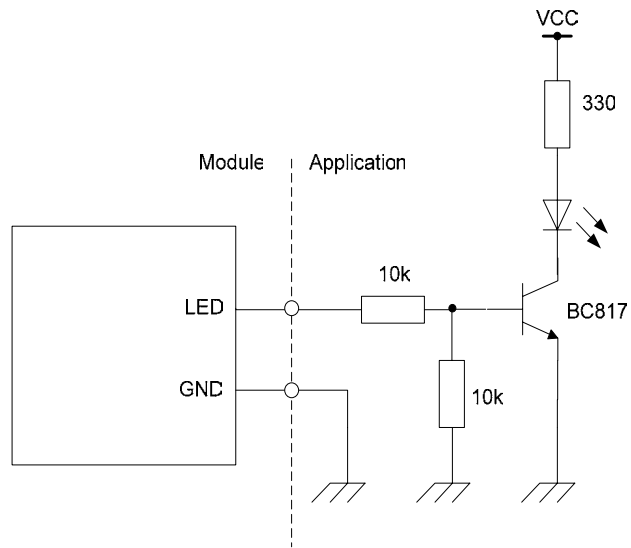 VCC
330
Module
Application
10k
LED
BC817
GND
10k